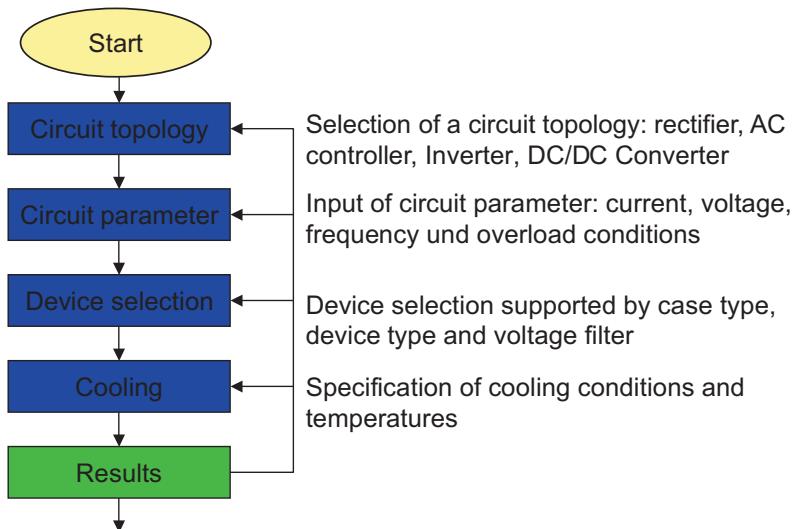 Start
Circuit topology
Selection of a circuit topology: rectifier, AC
controller, Inverter, DC/DC Converter
Circuit parameter
Input of circuit parameter: current, voltage,
frequency und overload conditions
Device selection
Device selection supported by case type,
device type and voltage filter
Cooling
Specification of cooling conditions and
temperatures
Results